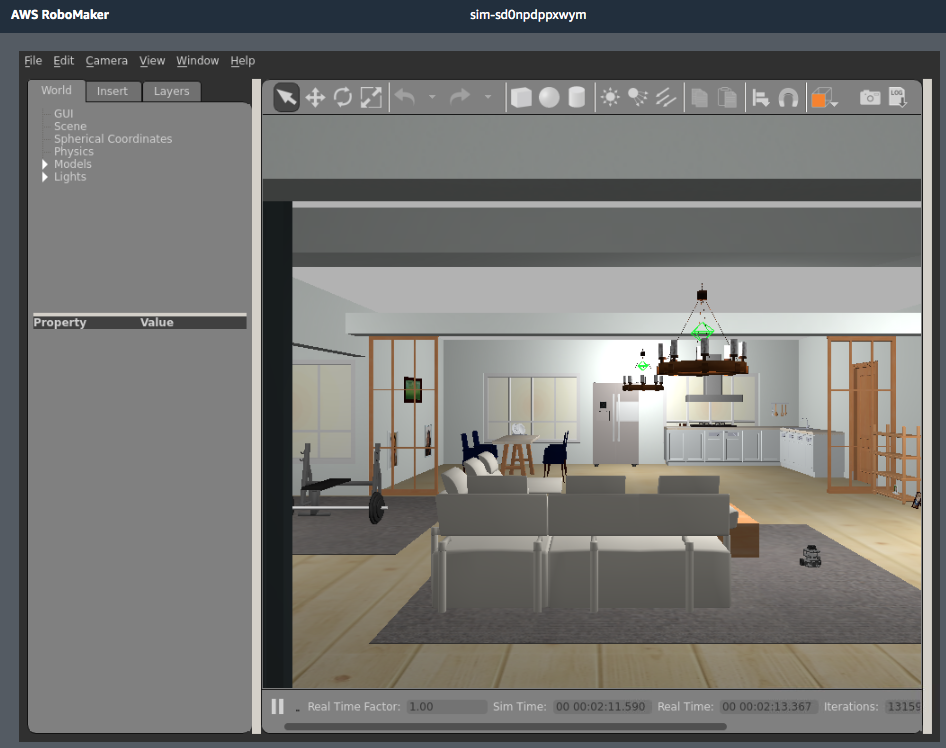 AWS RoboMaker sim-sd0npdppxwym
File Edit Camera View Window Help
World Insert Layers
GUI
Scene
Spherical Coordinates
Physics
Models
Lights
Property Value
LOG
Real Time Factor: 1.00 Sim Time: 00 00:02:11.590 Real Time: 00 00:02:13.367 Iterations: 13159